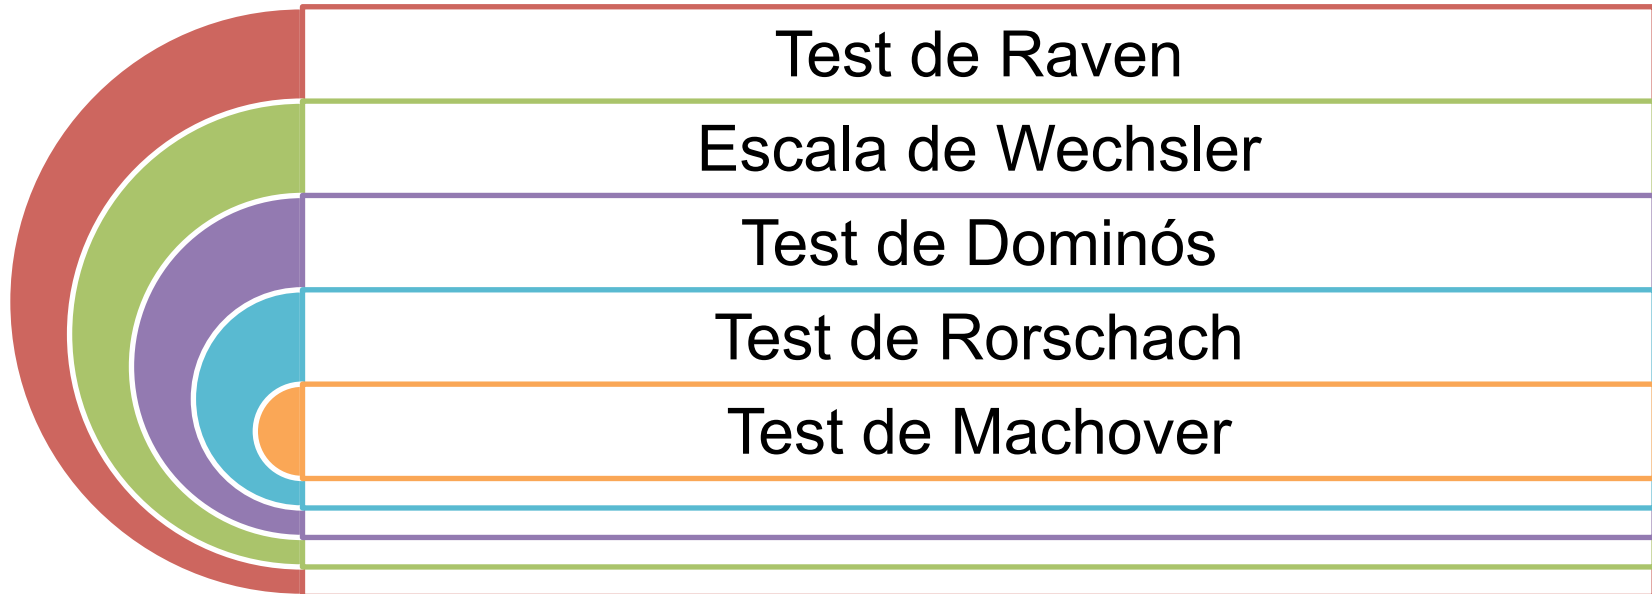 Test de Raven
Escala de Wechsler
Test de Dominós
Test de Rorschach
Test de Machover